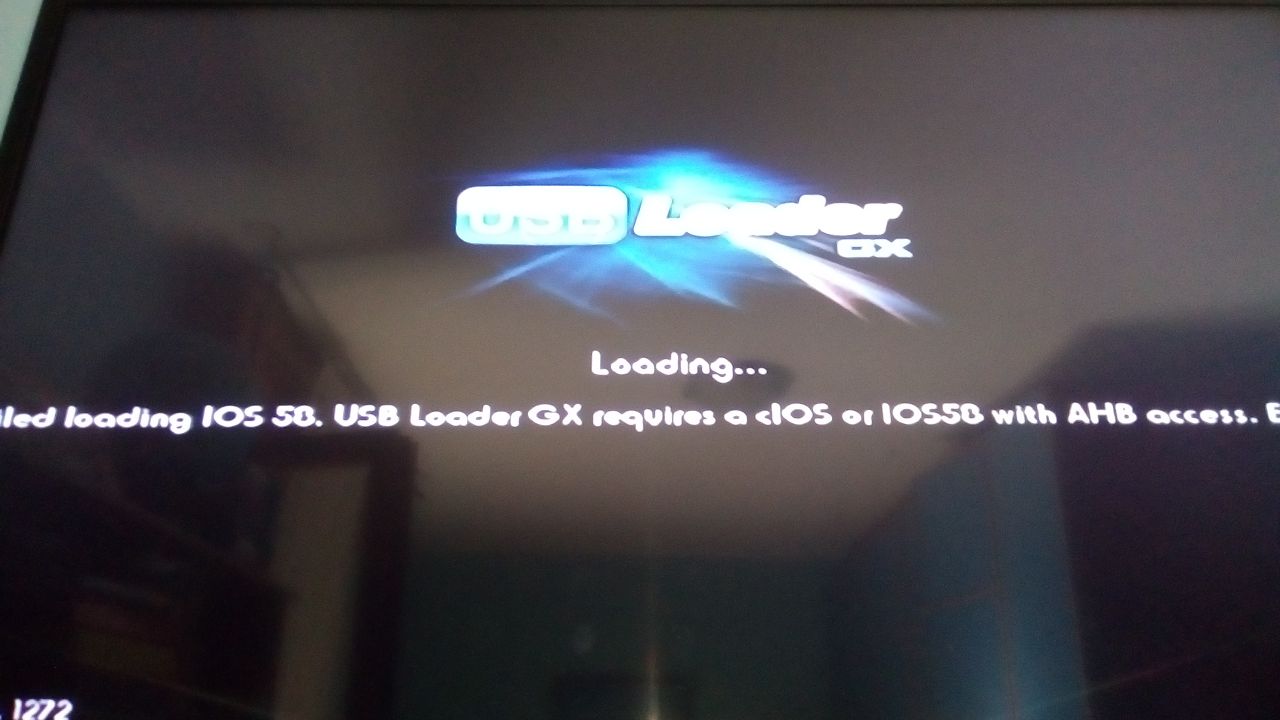 USB Loader
GX
Loading...
loading IOS 58. USB Loader GX requires a cIOS or IOS58 with AHB access.
1272